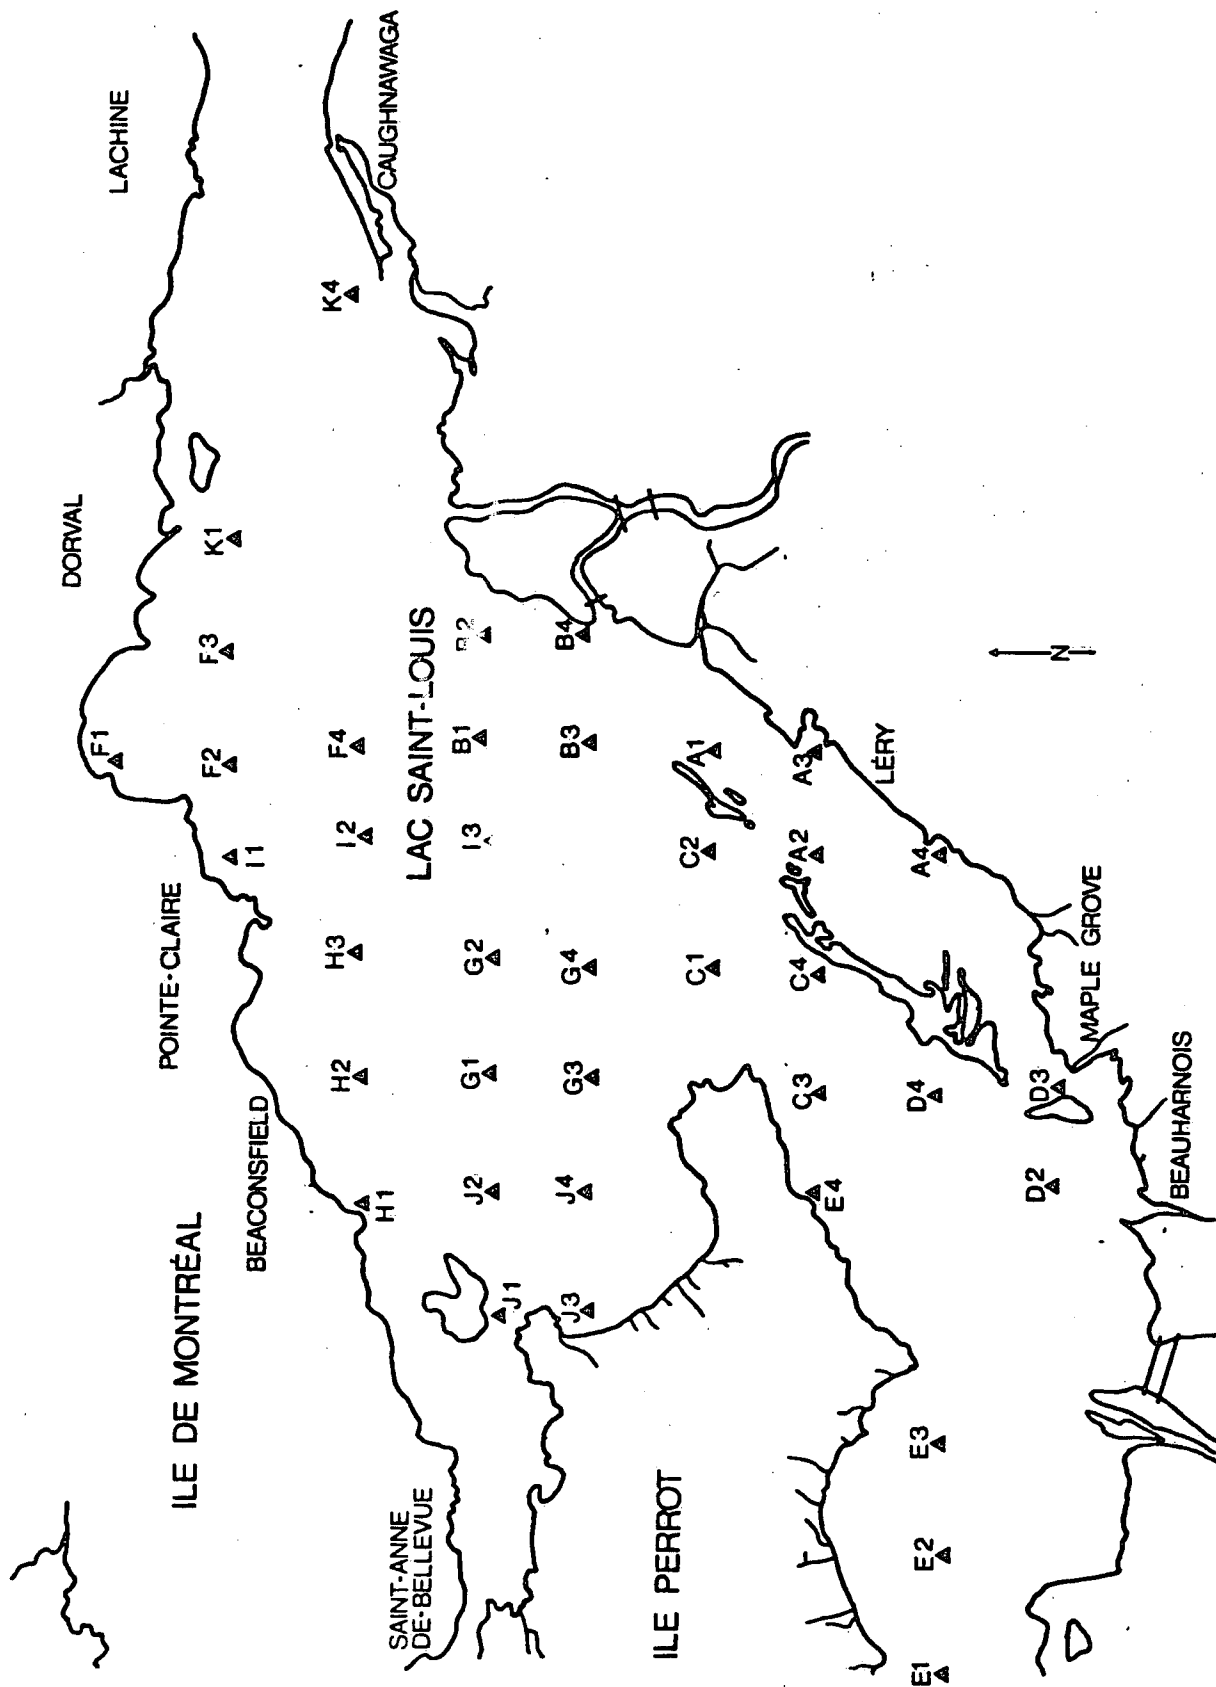 LACHINE
CAUGHNAWAGA
K4
DORVAL
K1
F3
F1
F2
F4
LAC SAINT-LOUIS
B2
B4
B1
B3
A1
A3
LÉRY
N
POINTE-CLAIRE
I1
I2
I3
C2
A2
A4
H3
G2
G4
C1
C4
MAPLE GROVE
BEACONSFIELD
H2
G1
G3
C3
D4
D3
ILE DE MONTRÉAL
H1
J2
J4
E4
D2
BEAUHARNOIS
J1
J3
SAINT-ANNE
DE-BELLEVUE
ILE PERROT
E3
E2
E1